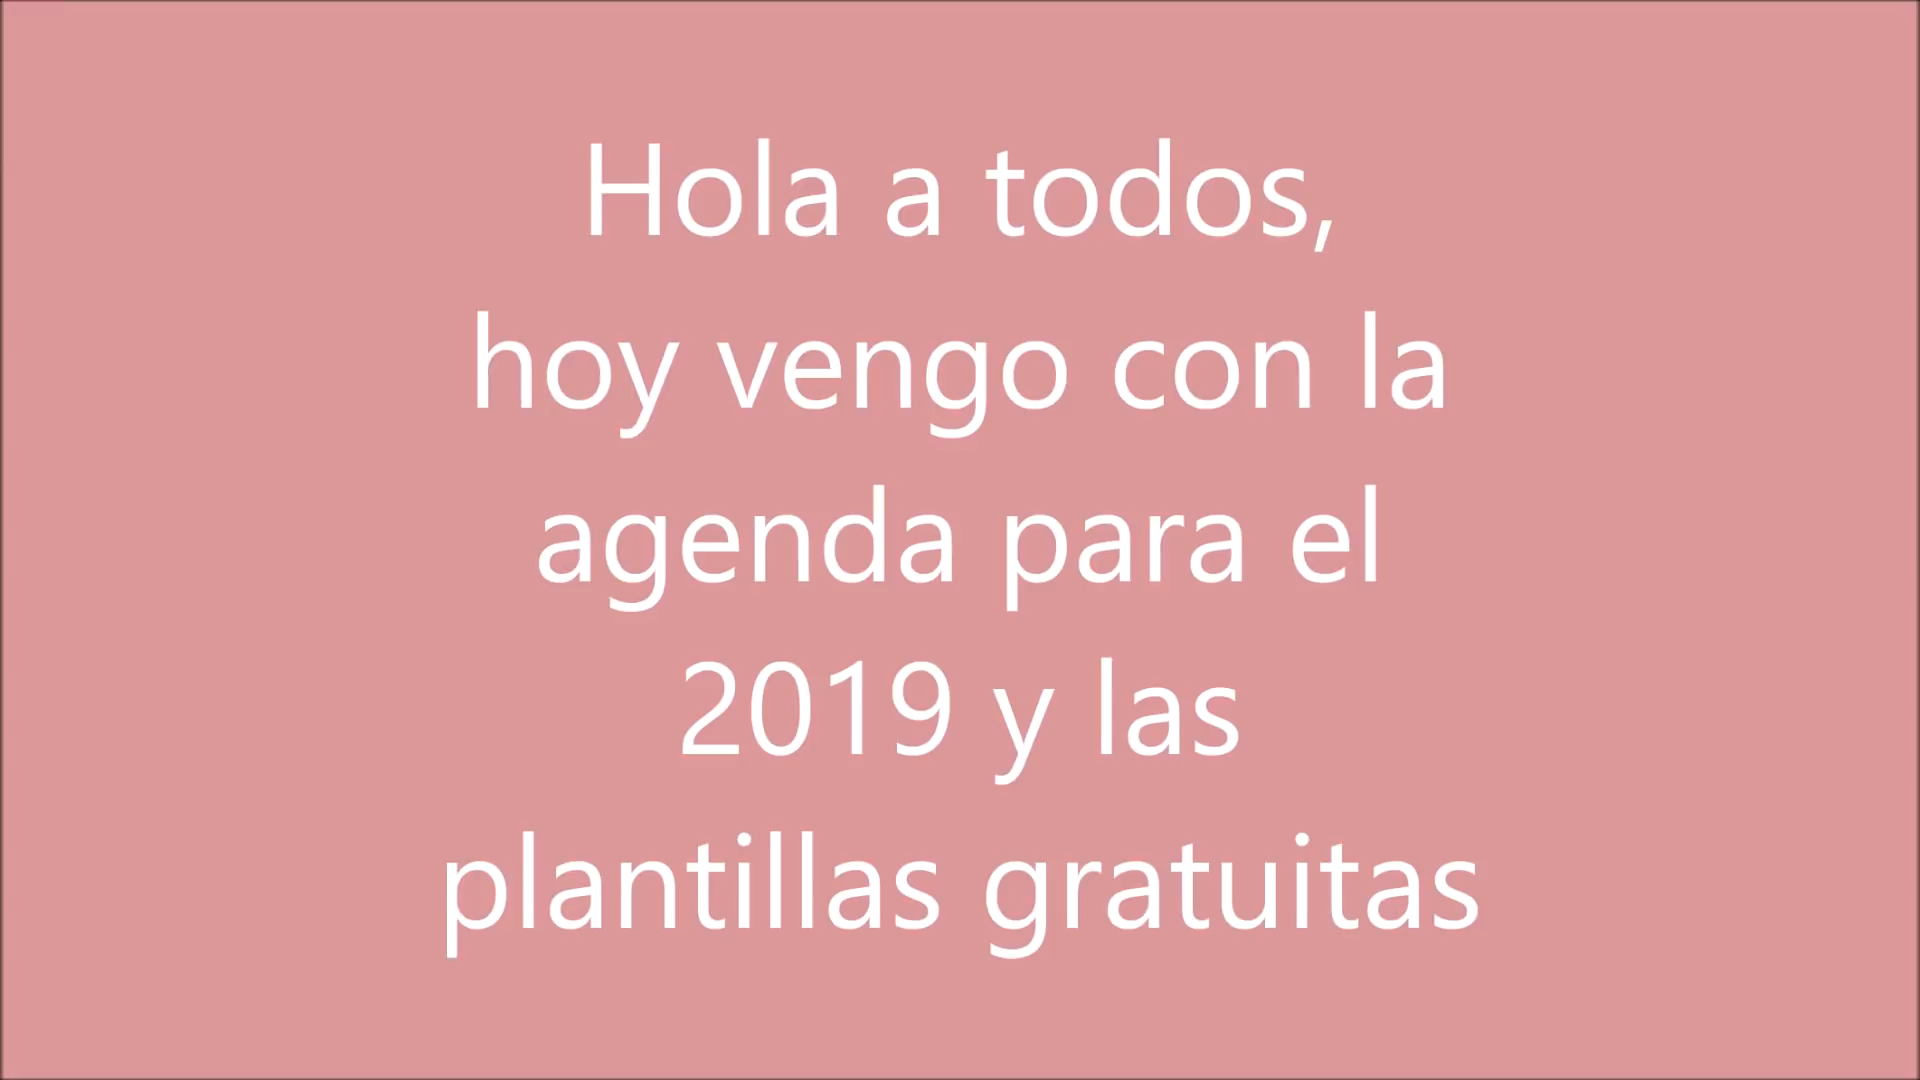 Hola a todos,
hoy vengo con la
agenda para el
2019 y las
plantillas gratuitas